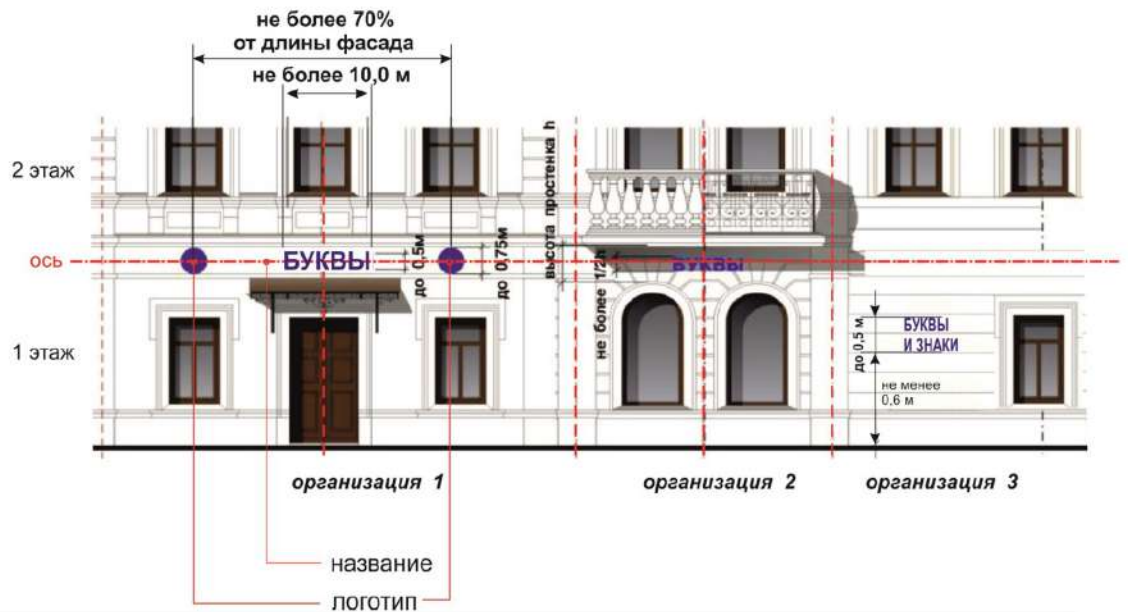 не более 70%
от длины фасада
не более 10,0 м
2 этаж
высота простенка h
ось
БУКВЫ
до 0,5м
до 0,75м
не более 1/2h
БУКВЫ
1 этаж
до 0,5 м
БУКВЫ
И ЗНАКИ
не менее
0,6 м
организация 1
организация 2
организация 3
название
логотип